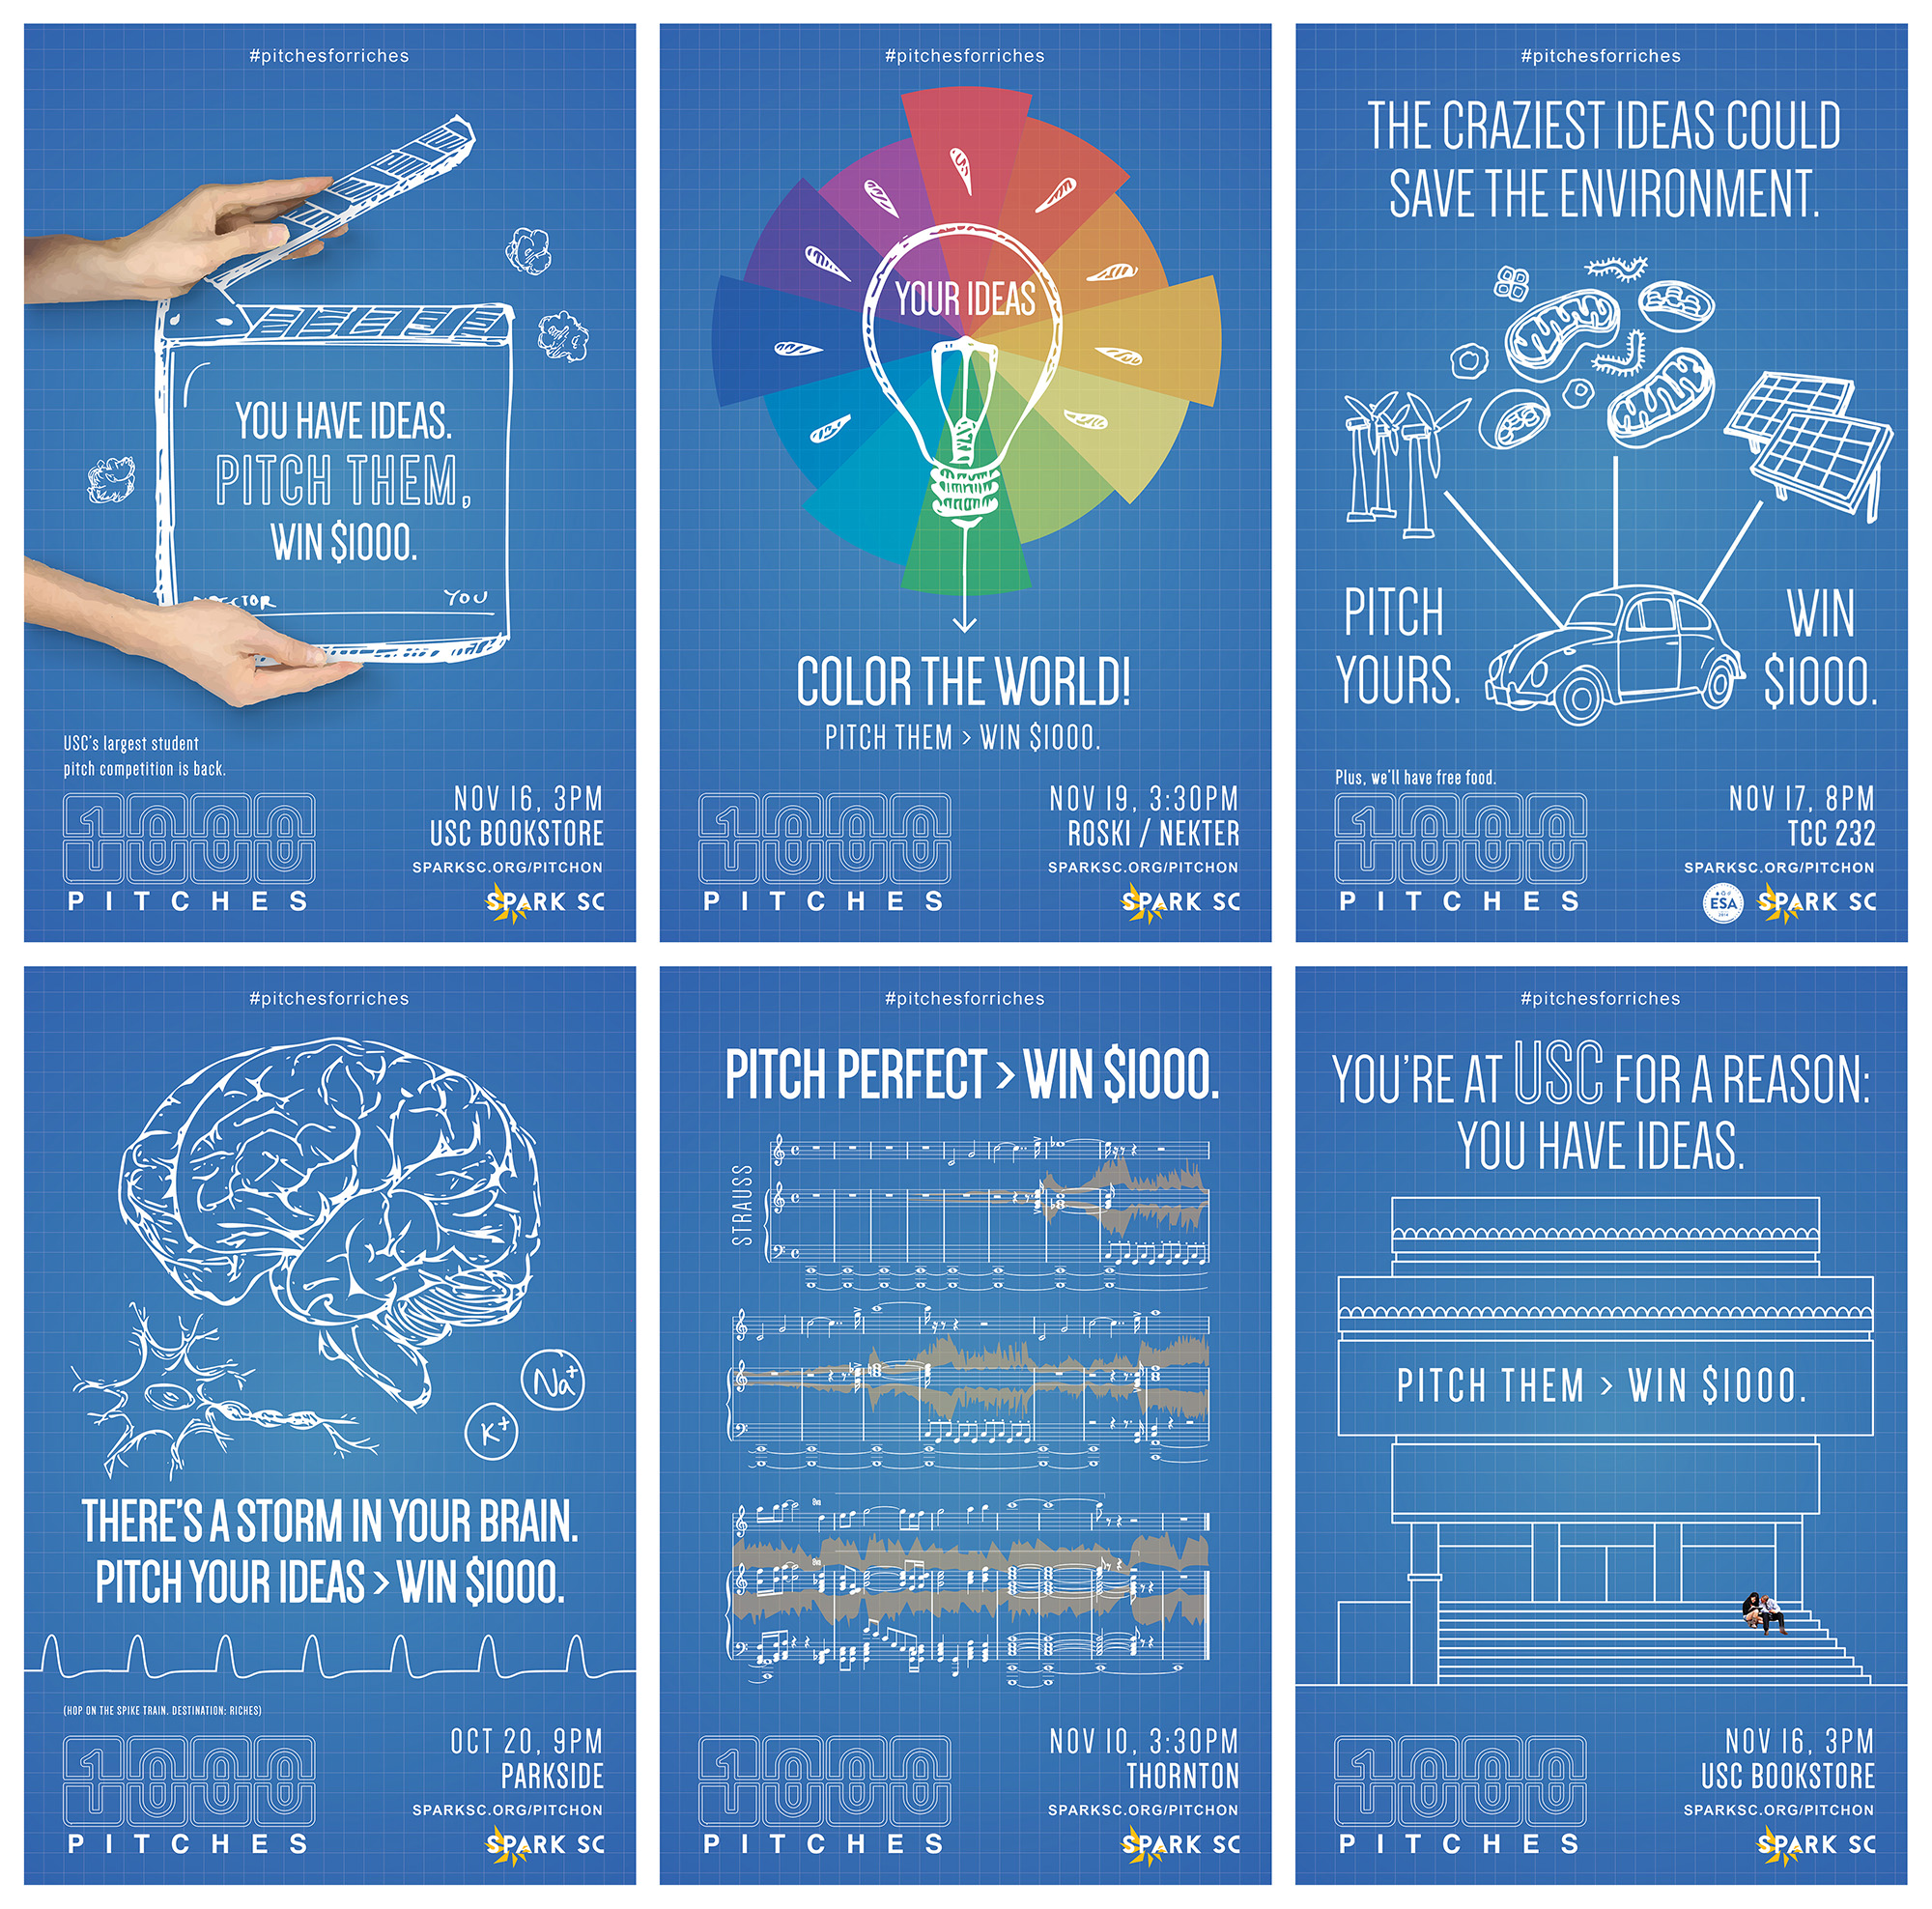 #pitchesforriches
YOU HAVE IDEAS.
PITCH THEM,
WIN $1000.
YOU
USC's largest student
pitch competition is back.
1000
PITCHES
NOV 16, 3PM
USC BOOKSTORE
SPARKSC.ORG/PITCHON
SPARK SC
#pitchesforriches
YOUR IDEAS
COLOR THE WORLD!
PITCH THEM > WIN $1000.
1000
PITCHES
NOV 19, 3:30PM
ROSKI / NEKTER
SPARKSC.ORG/PITCHON
SPARK SC
#pitchesforriches
THE CRAZIEST IDEAS COULD
SAVE THE ENVIRONMENT.
PITCH
YOURS.
WIN
$1000.
Plus, we'll have free food.
1000
PITCHES
NOV 17, 8PM
TCC 232
SPARKSC.ORG/PITCHON
ESA
SPARK SC
#pitchesforriches
Na+
K+
THERE'S A STORM IN YOUR BRAIN.
PITCH YOUR IDEAS > WIN $1000.
(HOP ON THE SPIKE TRAIN. DESTINATION: RICHES)
1000
PITCHES
OCT 20, 9PM
PARKSIDE
SPARKSC.ORG/PITCHON
SPARK SC
#pitchesforriches
PITCH PERFECT > WIN $1000.
STRAUSS
1000
PITCHES
NOV 10, 3:30PM
THORNTON
SPARKSC.ORG/PITCHON
SPARK SC
#pitchesforriches
YOU'RE AT USC FOR A REASON:
YOU HAVE IDEAS.
PITCH THEM > WIN $1000.
1000
PITCHES
NOV 16, 3PM
USC BOOKSTORE
SPARKSC.ORG/PITCHON
SPARK SC